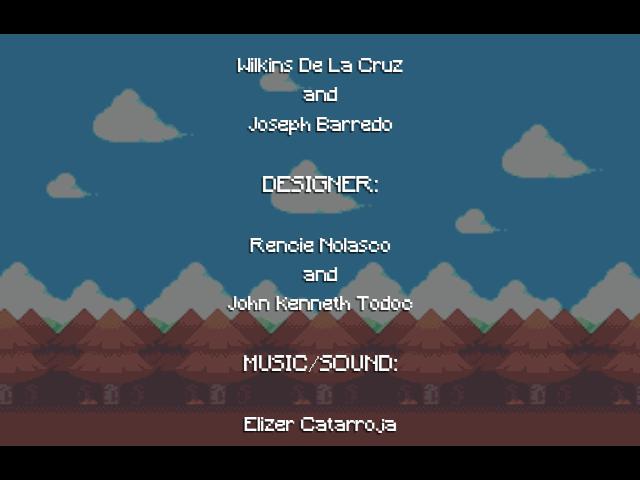 Wilkins De La Cruz
and
Joseph Barredo
DESIGNER:
Rencie Nolasco
and
John Kenneth Todoc
MUSIC/SOUND:
Elizer Catarroja